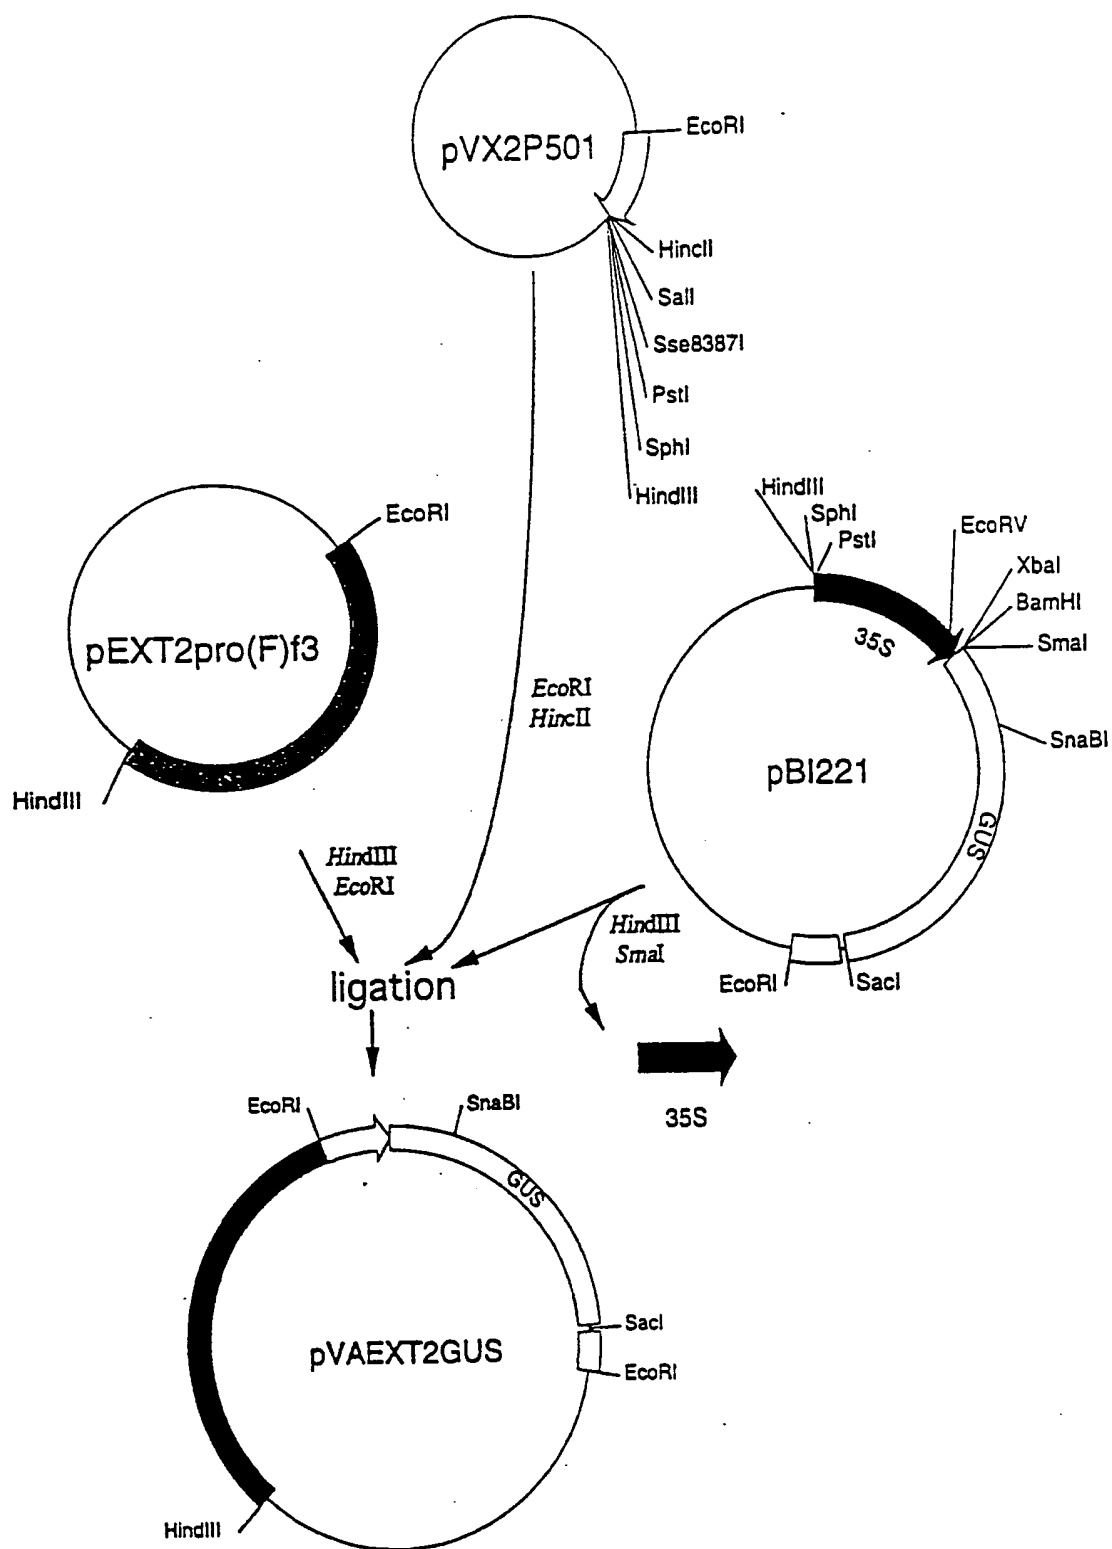 pVX2P501
EcoRI
HincII
SalI
Sse8387I
PstI
SphI
HindIII
pEXT2pro(F)f3
EcoRI
HindIII
EcoRI
HincII
HindIII
SphI
PstI
EcoRV
XbaI
BamHI
SmaI
35S
SnaBI
pBI221
GUS
EcoRI
SacI
HindIII
EcoRI
HindIII
SmaI
ligation
35S
EcoRI
SnaBI
GUS
SacI
EcoRI
pVAEXT2GUS
HindIII